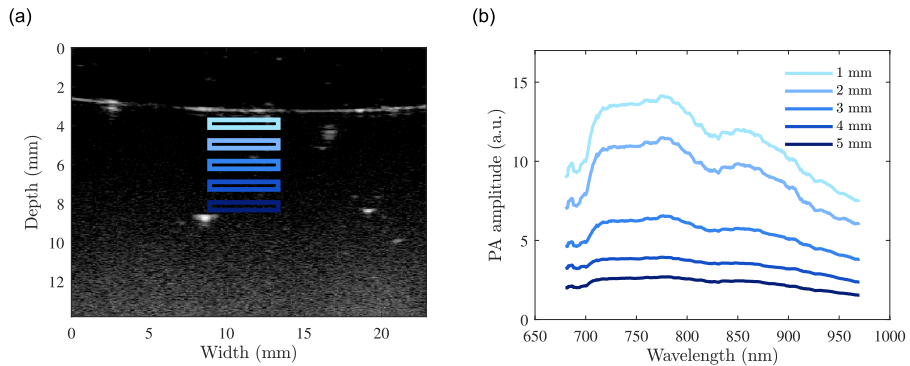 (a)
(b)
0
2
4
6
8
10
12
Depth (mm)
0
5
10
15
20
Width (mm)
15
10
5
0
PA amplitude (a.u.)
650
700
750
800
850
900
950
1000
Wavelength (nm)
1 mm
2 mm
3 mm
4 mm
5 mm